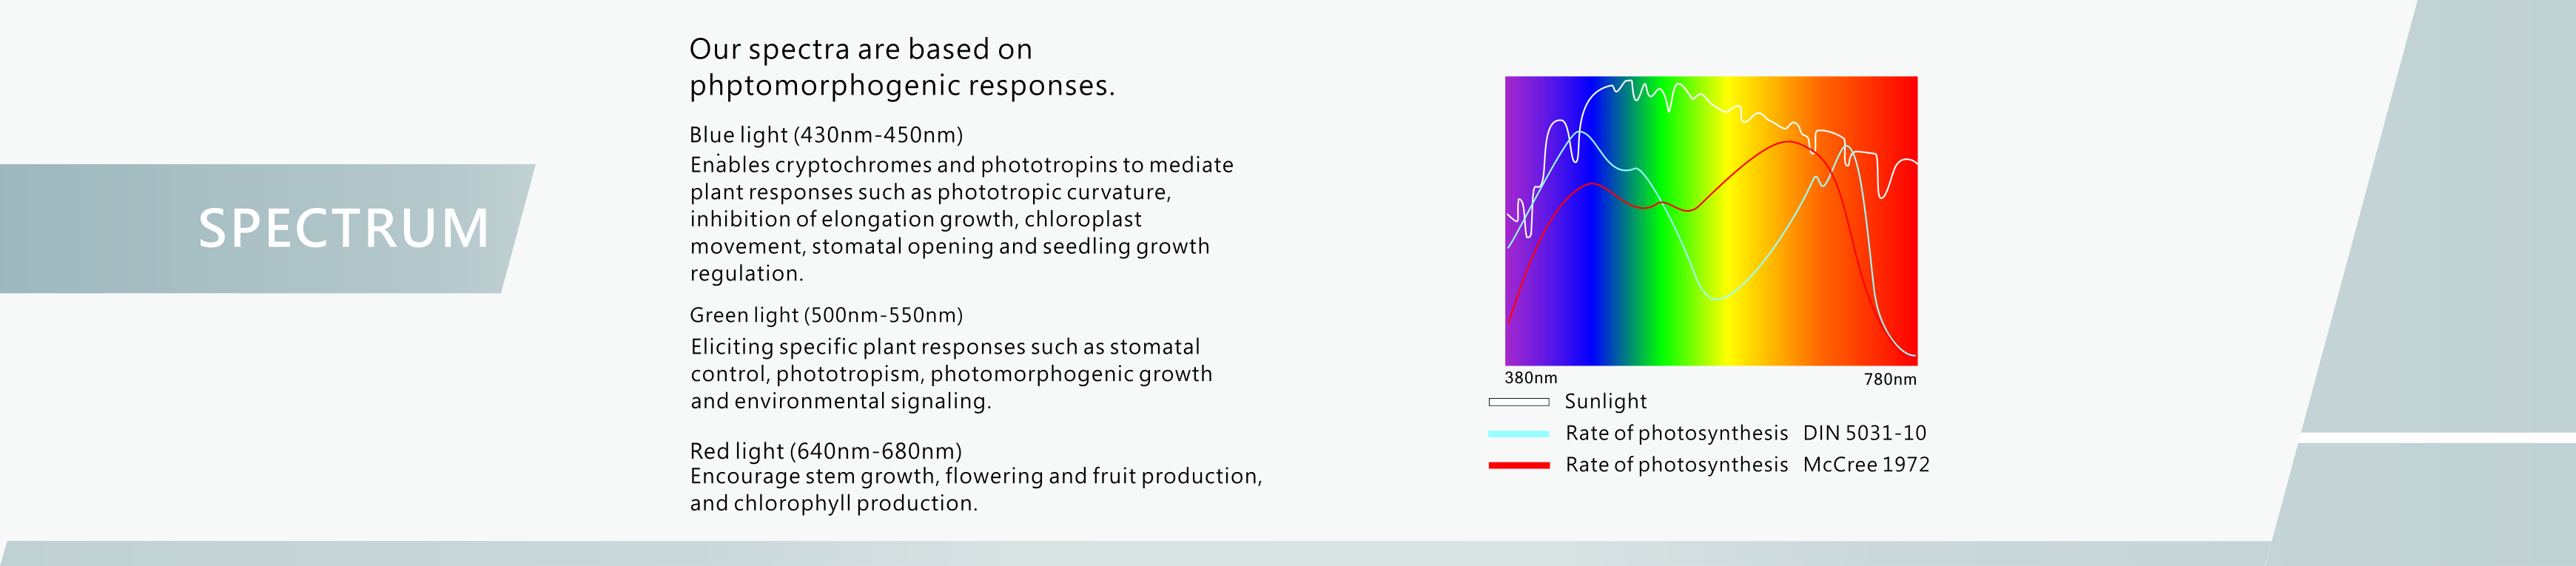 SPECTRUM
Our spectra are based on
phptomorphogenic responses.
Blue light (430nm-450nm)
Enables cryptochromes and phototropins to mediate
plant responses such as phototropic curvature,
inhibition of elongation growth, chloroplast
movement, stomatal opening and seedling growth
regulation.
Green light (500nm-550nm)
Eliciting specific plant responses such as stomatal
control, phototropism, photomorphogenic growth
and environmental signaling.
Red light (640nm-680nm)
Encourage stem growth, flowering and fruit production,
and chlorophyll production.
380nm 780nm
Sunlight
Rate of photosynthesis DIN 5031-10
Rate of photosynthesis McCree 1972